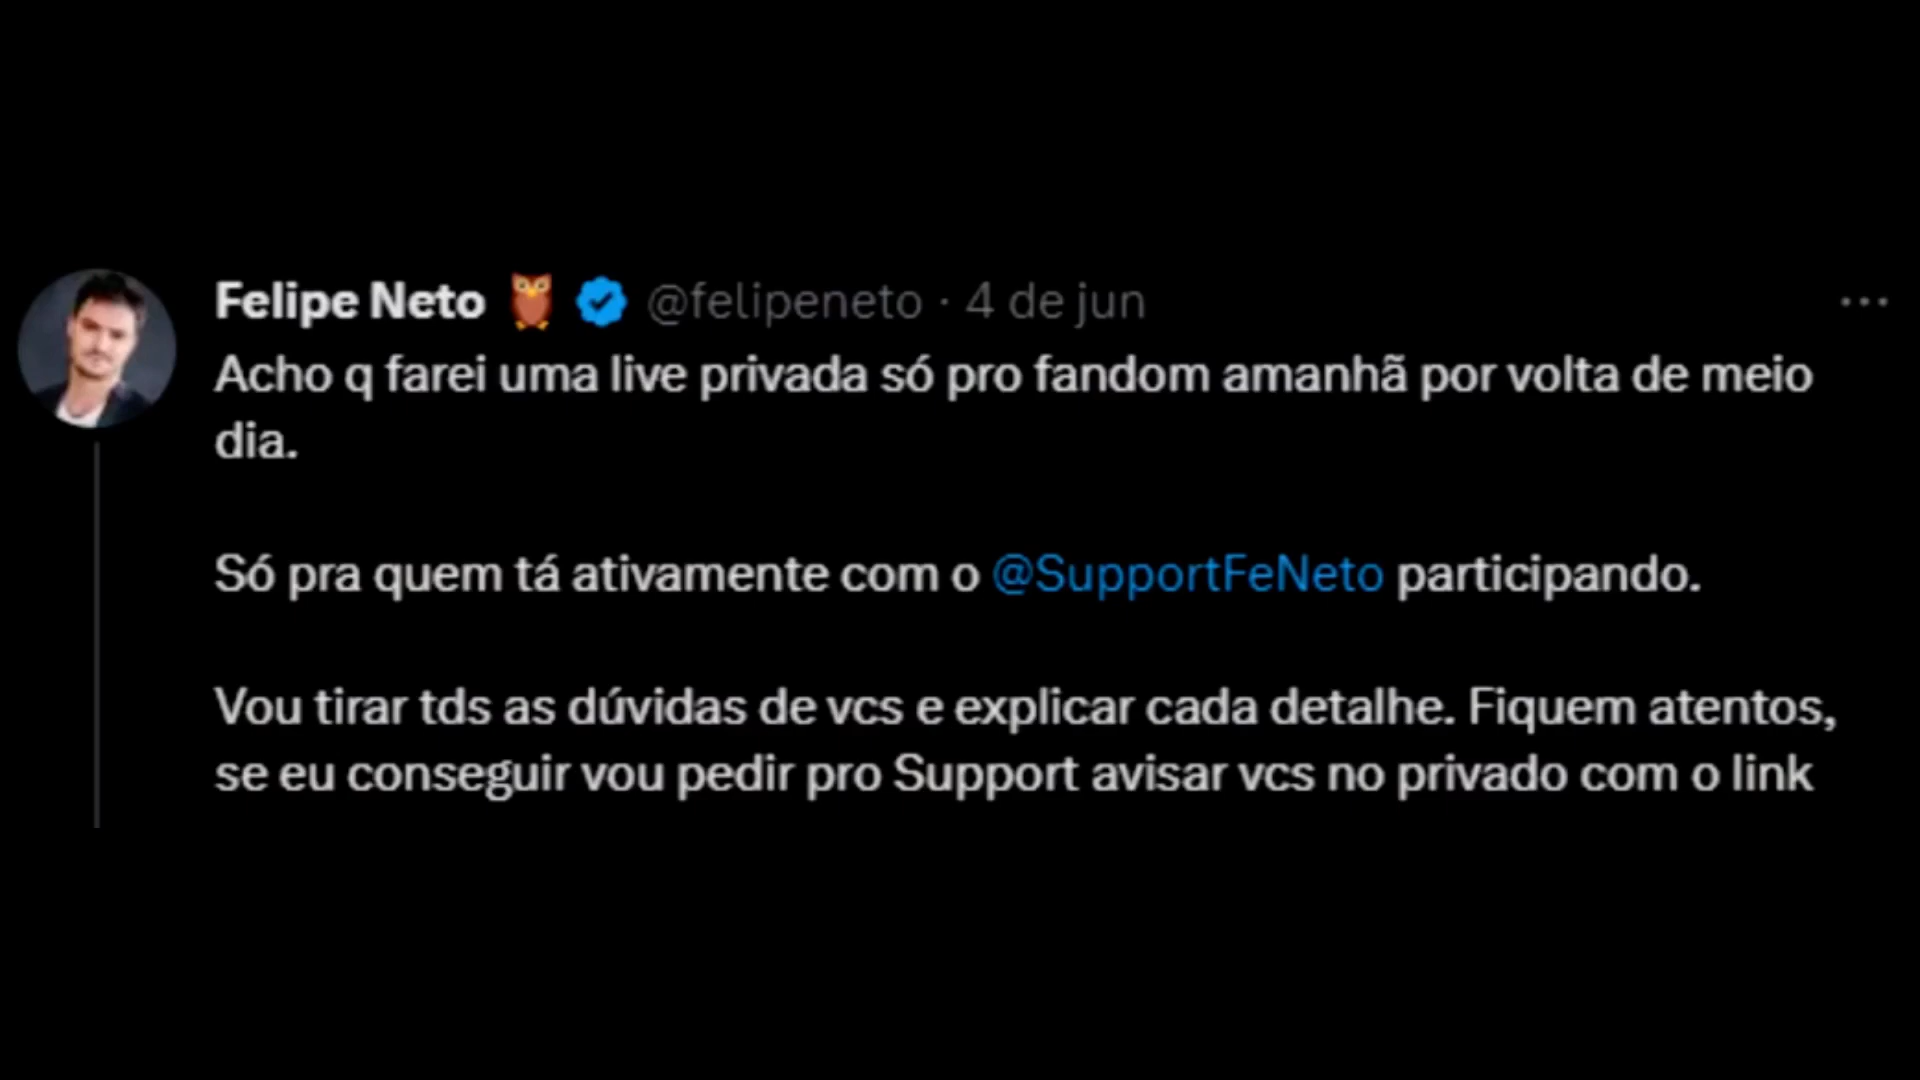 Felipe Neto 🦉 @felipeneto · 4 de jun
Acho q farei uma live privada só pro fandom amanhã por volta de meio
dia.
Só pra quem tá ativamente com o @SupportFeNeto participando.
Vou tirar tds as dúvidas de vcs e explicar cada detalhe. Fiquem atentos,
se eu conseguir vou pedir pro Support avisar vcs no privado com o link